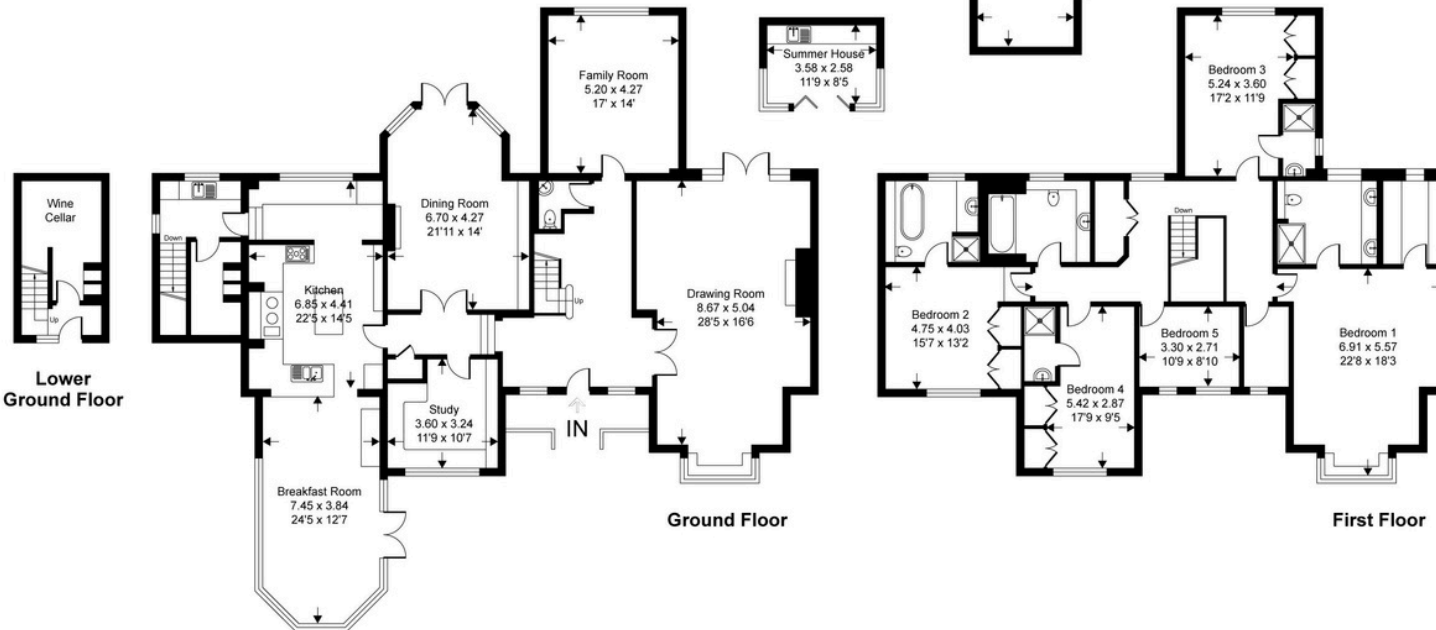 Wine
Cellar
Up
Lower
Ground Floor
Down
Kitchen
6.85 x 4.41
22'5 x 14'5
Breakfast Room
7.45 x 3.84
24'5 x 12'7
Dining Room
6.70 x 4.27
21'11 x 14'
Study
3.60 x 3.24
11'9 x 10'7
Family Room
5.20 x 4.27
17' x 14'
Up
IN
Drawing Room
8.67 x 5.04
28'5 x 16'6
Ground Floor
Summer House
3.58 x 2.58
11'9 x 8'5
Bedroom 3
5.24 x 3.60
17'2 x 11'9
Down
Bedroom 2
4.75 x 4.03
15'7 x 13'2
Bedroom 4
5.42 x 2.87
17'9 x 9'5
Bedroom 5
3.30 x 2.71
10'9 x 8'10
Bedroom 1
6.91 x 5.57
22'8 x 18'3
First Floor